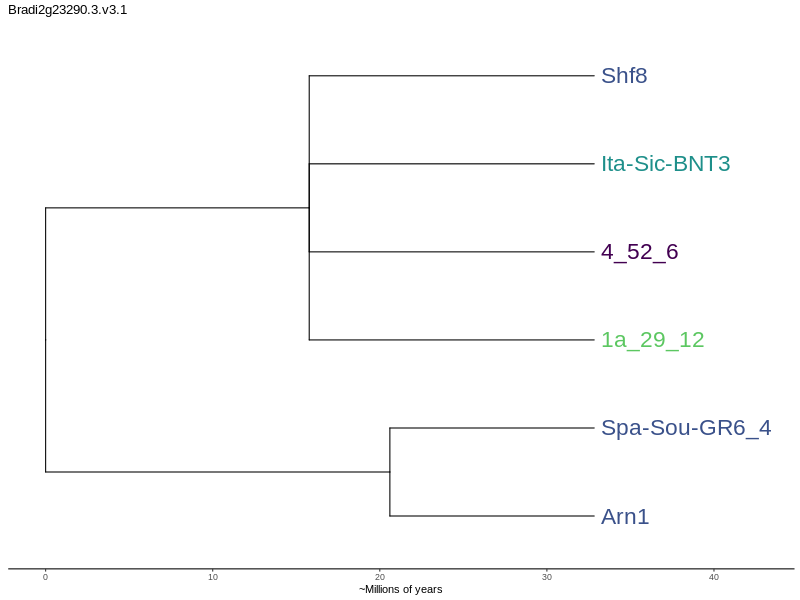 Bradi2g23290.3.v3.1
Shf8
Ita-Sic-BNT3
4_52_6
1a_29_12
Spa-Sou-GR6_4
Arn1
0 10 20 30 40
~Millions of years